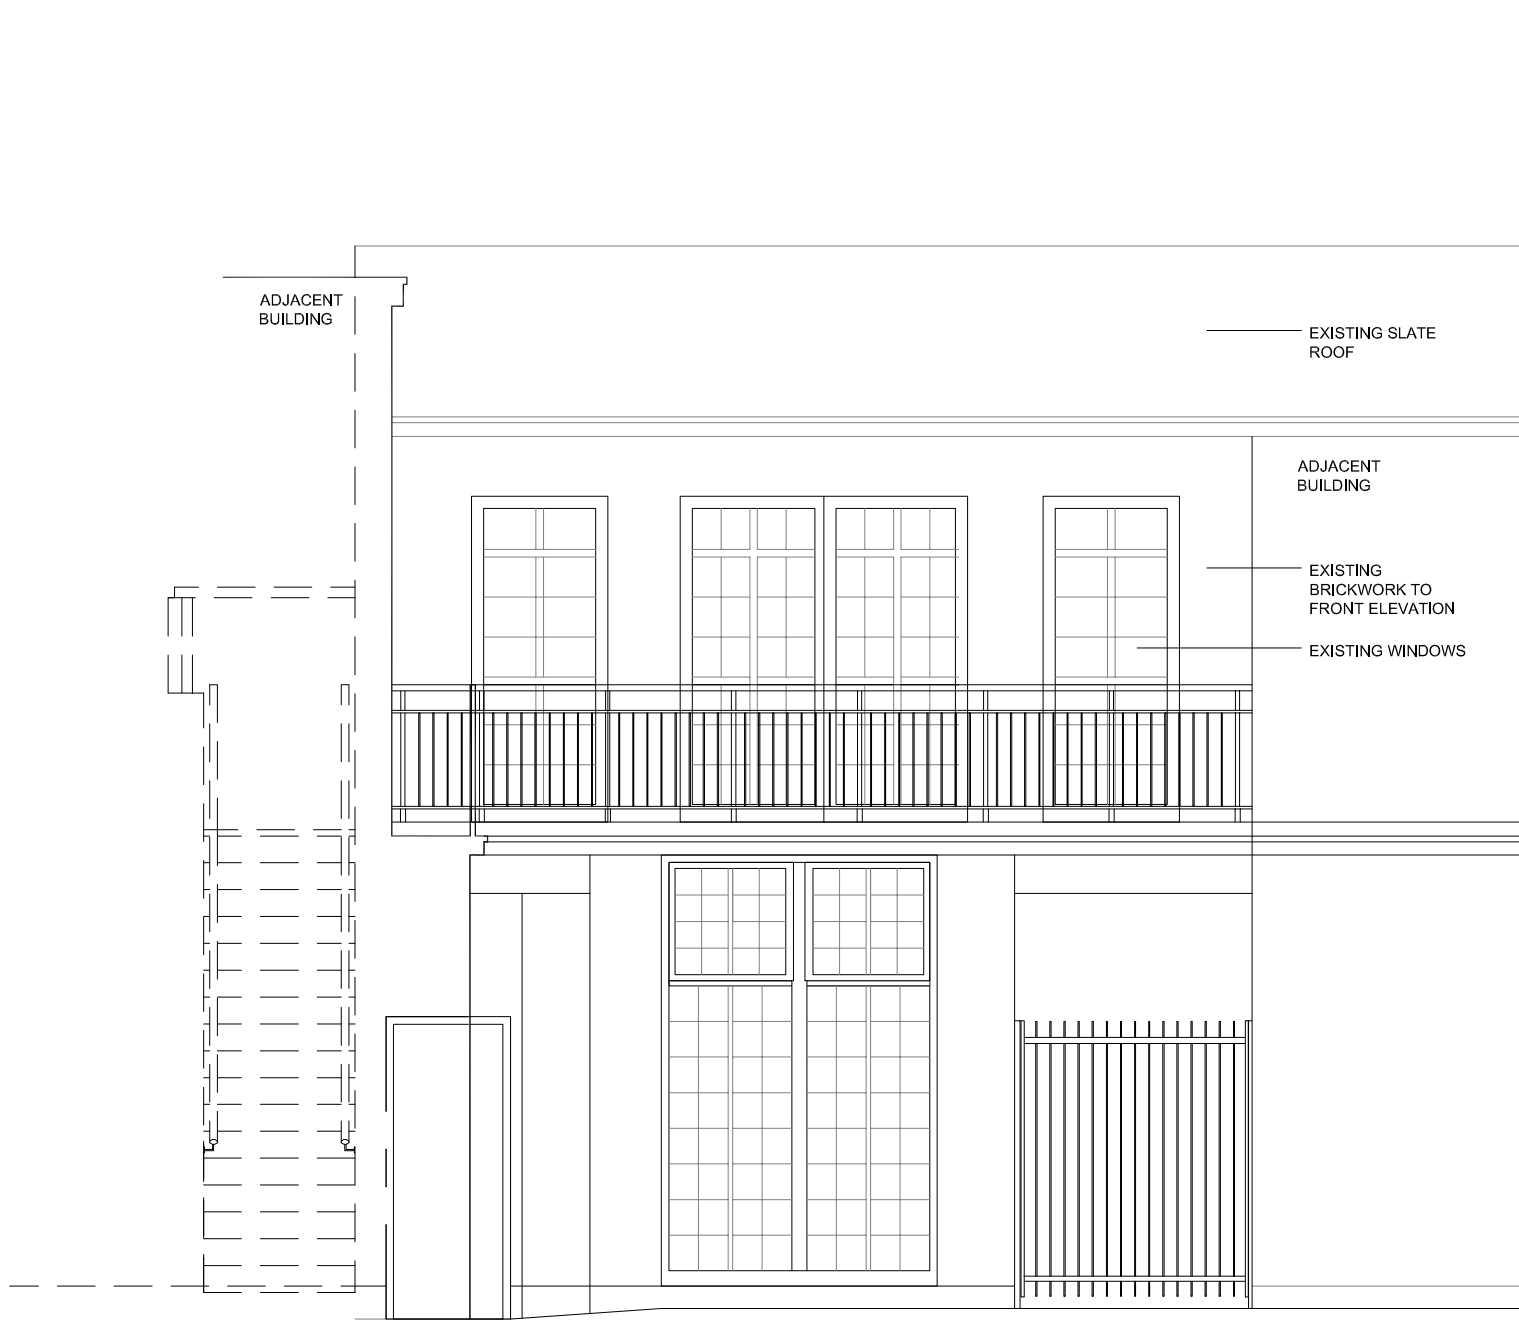 ADJACENT
BUILDING
EXISTING SLATE
ROOF
ADJACENT
BUILDING
EXISTING
BRICKWORK TO
FRONT ELEVATION
EXISTING WINDOWS